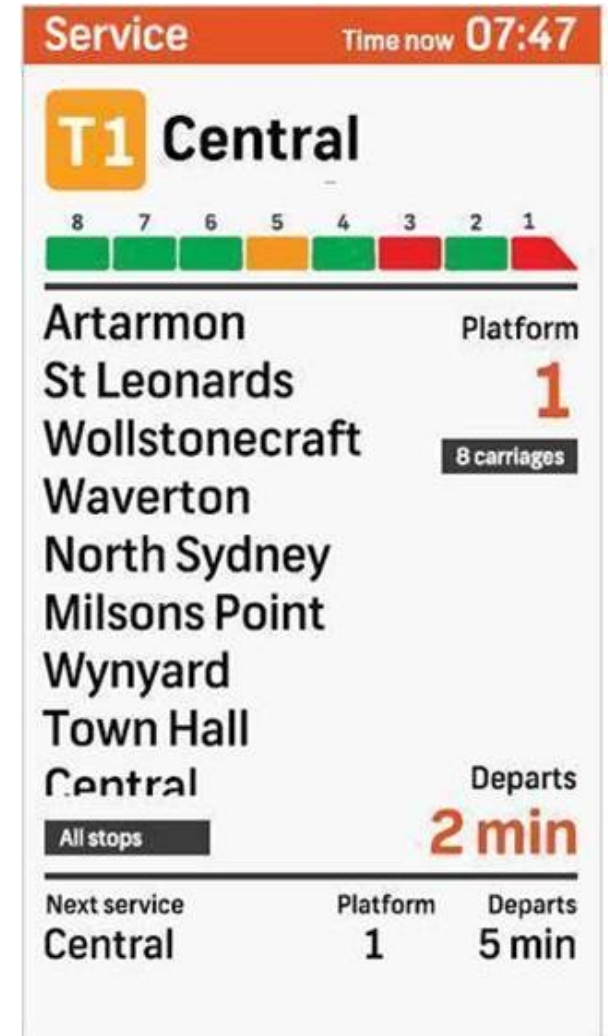 Service Time now 07:47
T1 Central
8 7 6 5 4 3 2 1
Artarmon
Platform
St Leonards
1
Wollstonecraft
8 carriages
Waverton
North Sydney
Milsons Point
Wynyard
Town Hall
Central
Departs
All stops
2 min
Next service Platform Departs
Central 1 5 min